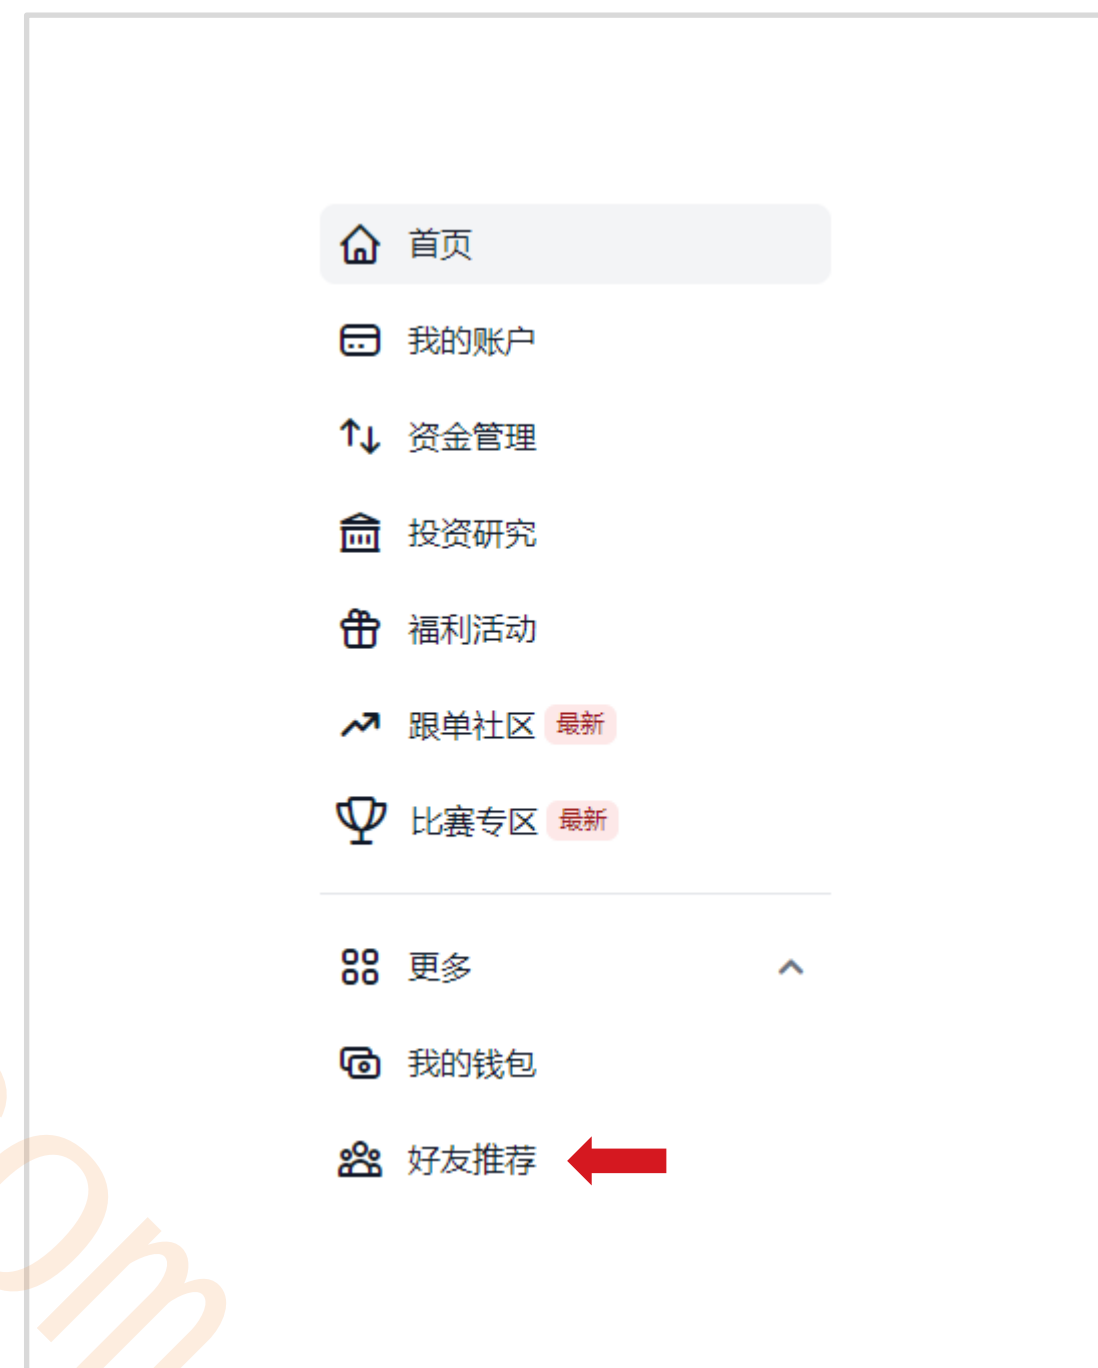 首页
我的账户
资金管理
投资研究
福利活动
跟单社区 最新
比赛专区 最新
更多
我的钱包
好友推荐
om